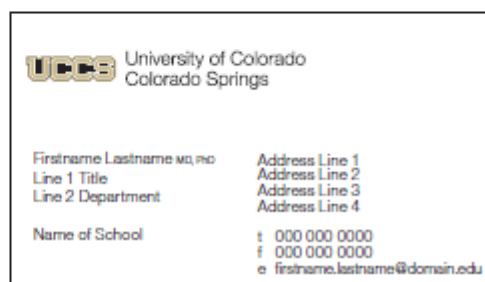 UCCS
University of Colorado
Colorado Springs
Firstname Lastname MD, PhD
Line 1 Title
Line 2 Department
Name of School
Address Line 1
Address Line 2
Address Line 3
Address Line 4
t 000 000 0000
f 000 000 0000
e firstname.lastname@domain.edu